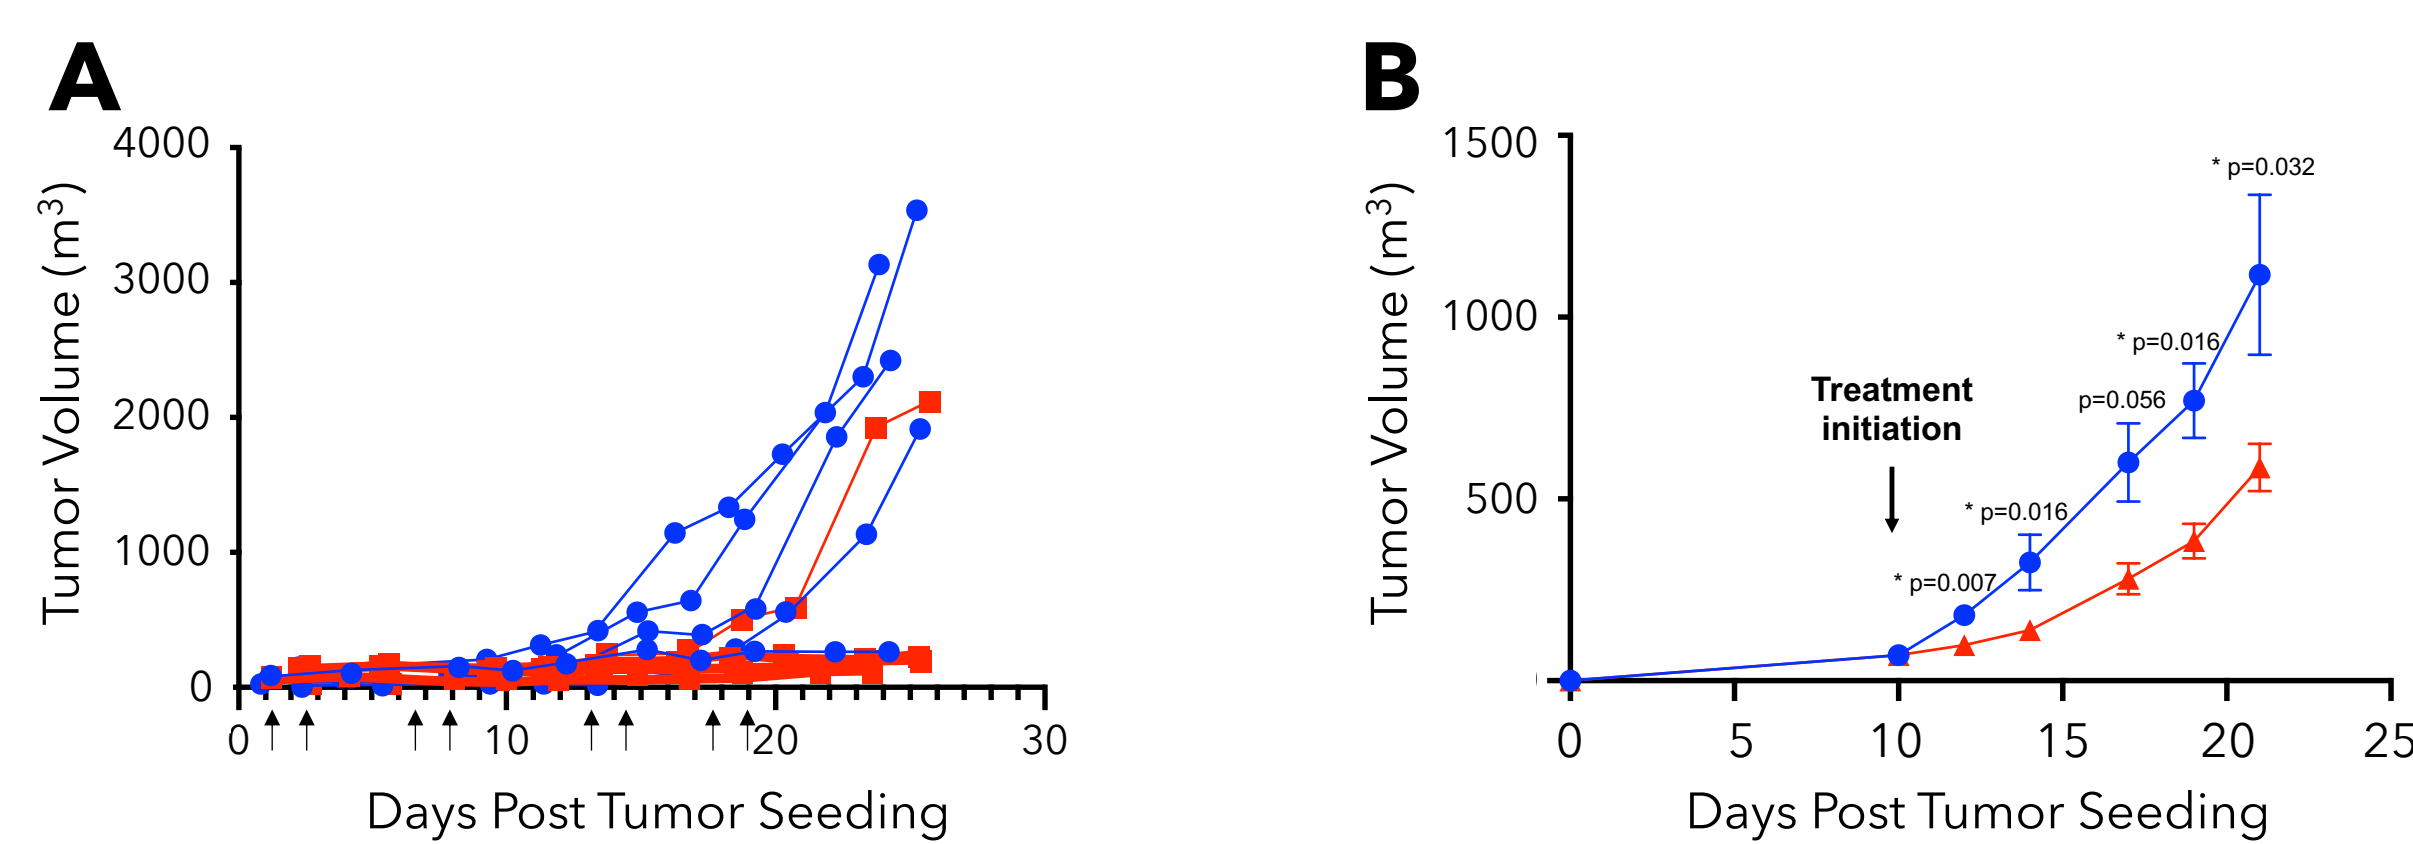 A
4000
3000
2000
1000
0
Tumor Volume (m³)
0 10 20 30
Days Post Tumor Seeding
B
1500
1000
500
Tumor Volume (m³)
* p=0.032
* p=0.016
p=0.056
* p=0.016
* p=0.007
Treatment
initiation
0 5 10 15 20 25
Days Post Tumor Seeding